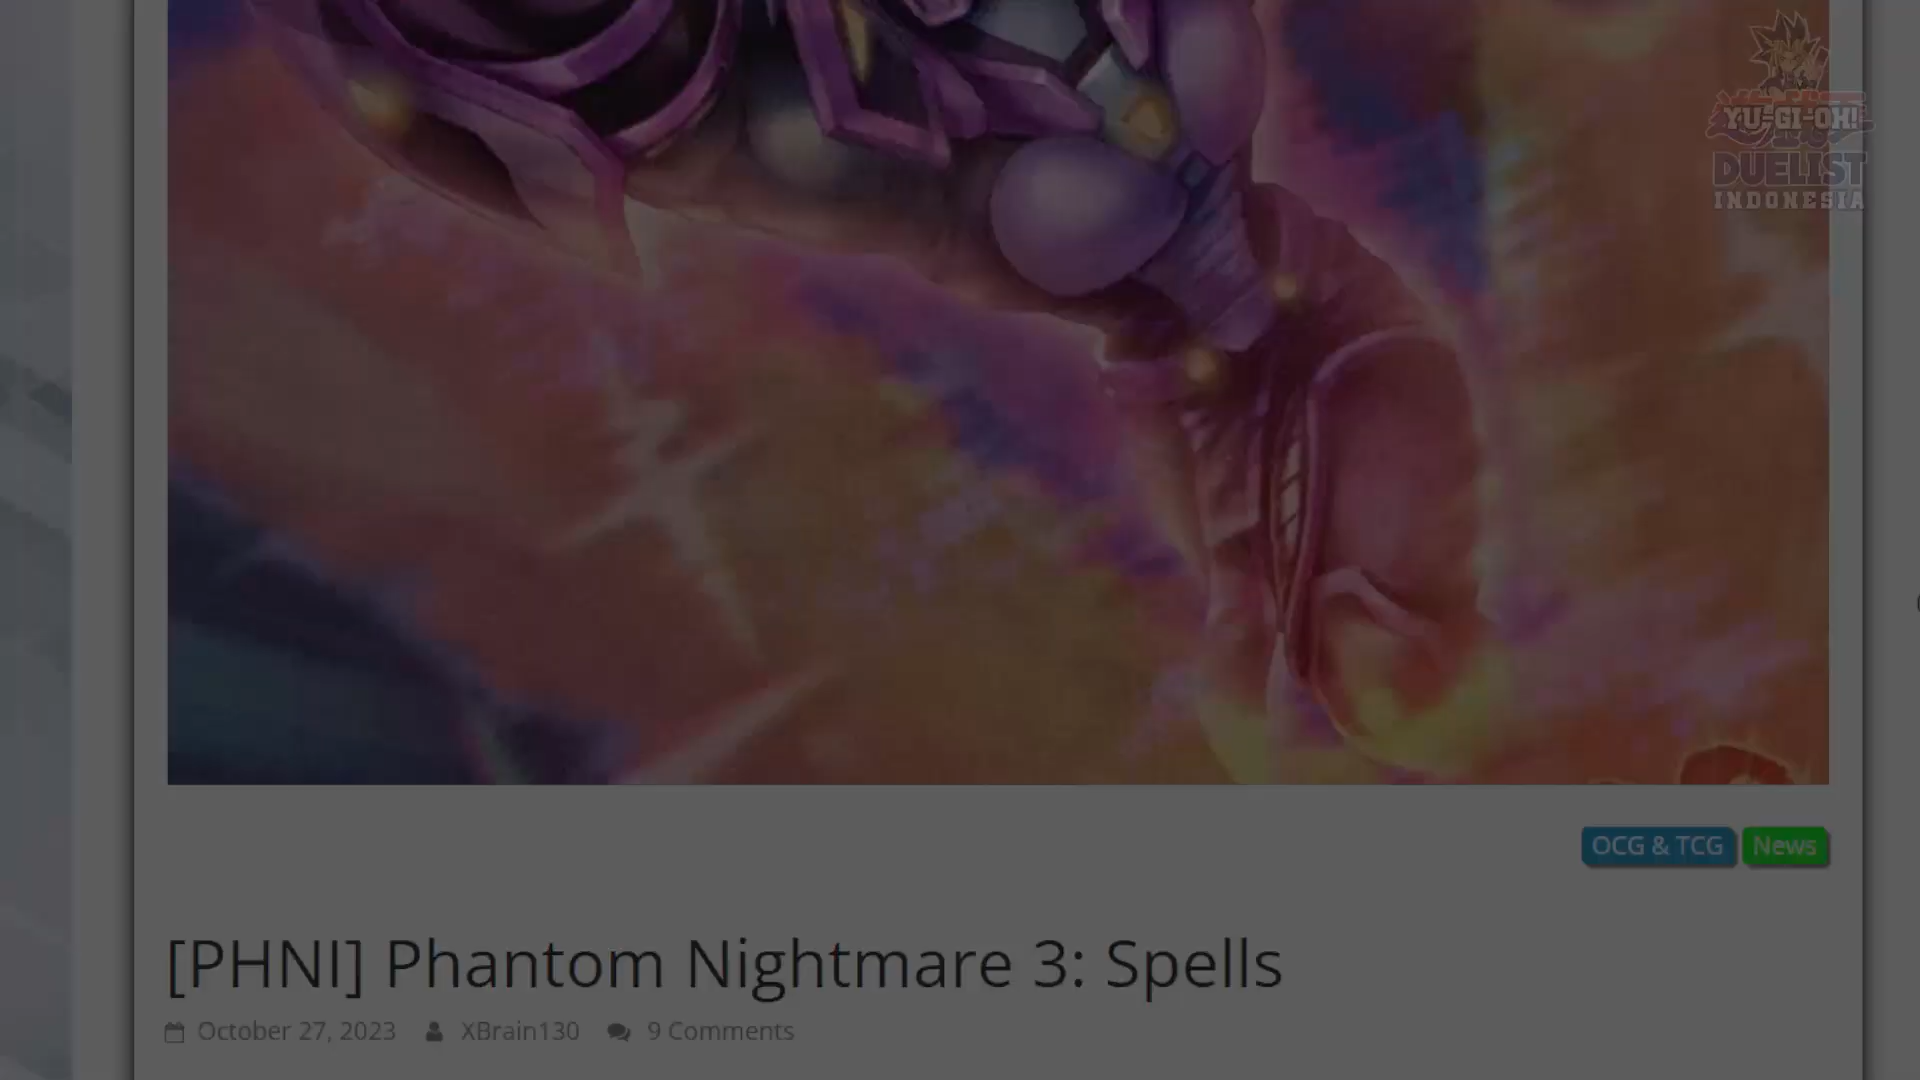 YU-GI-OH!
DUELIST
INDONESIA
OCG & TCG
News
[PHNI] Phantom Nightmare 3: Spells
October 27, 2023 XBrain130 9 Comments